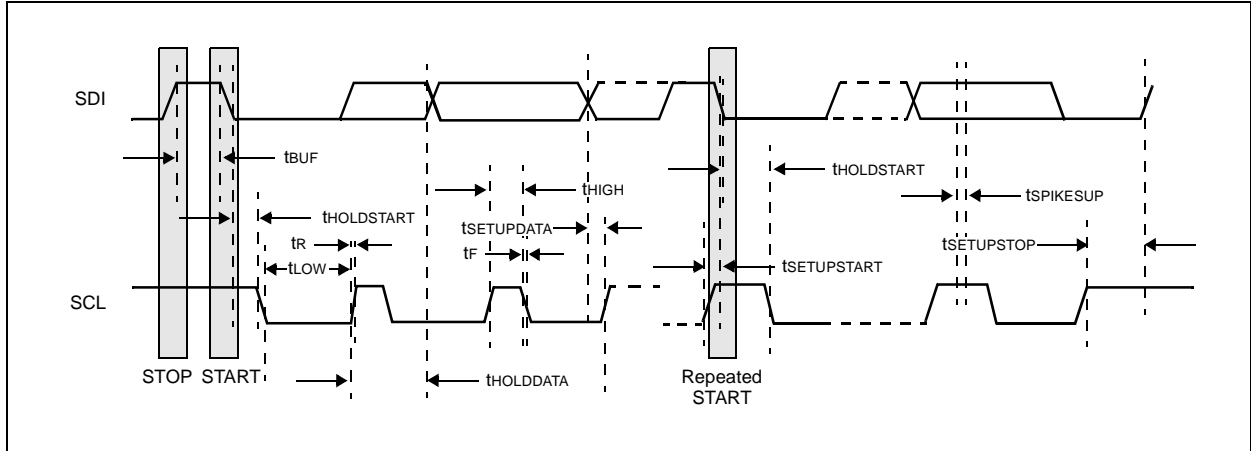 SDI
tBUF
tHOLDSTART
tHIGH
tHOLDSTART
tSPIKESUP
tSETUPDATA
tR
tF
tSETUPSTOP
tLOW
tSETUPSTART
SCL
STOP
START
tHOLDDATA
Repeated
START